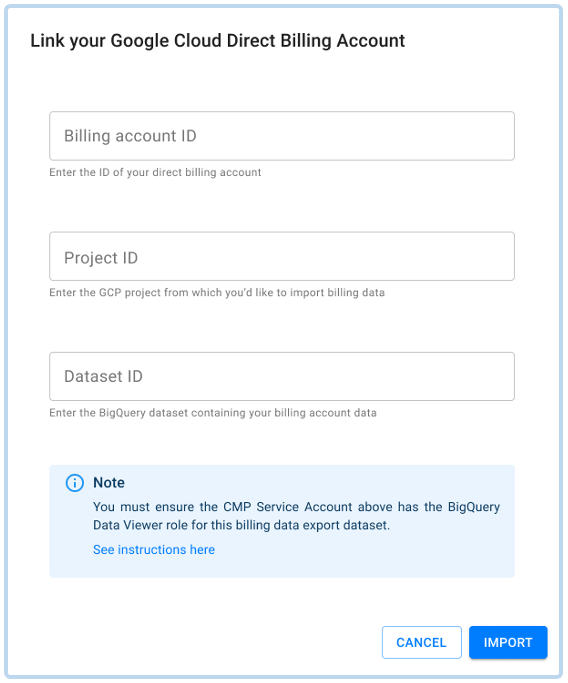 Link your Google Cloud Direct Billing Account
Billing account ID
Enter the ID of your direct billing account
Project ID
Enter the GCP project from which you'd like to import billing data
Dataset ID
Enter the BigQuery dataset containing your billing account data
Note
You must ensure the CMP Service Account above has the BigQuery
Data Viewer role for this billing data export dataset.
See instructions here
CANCEL IMPORT